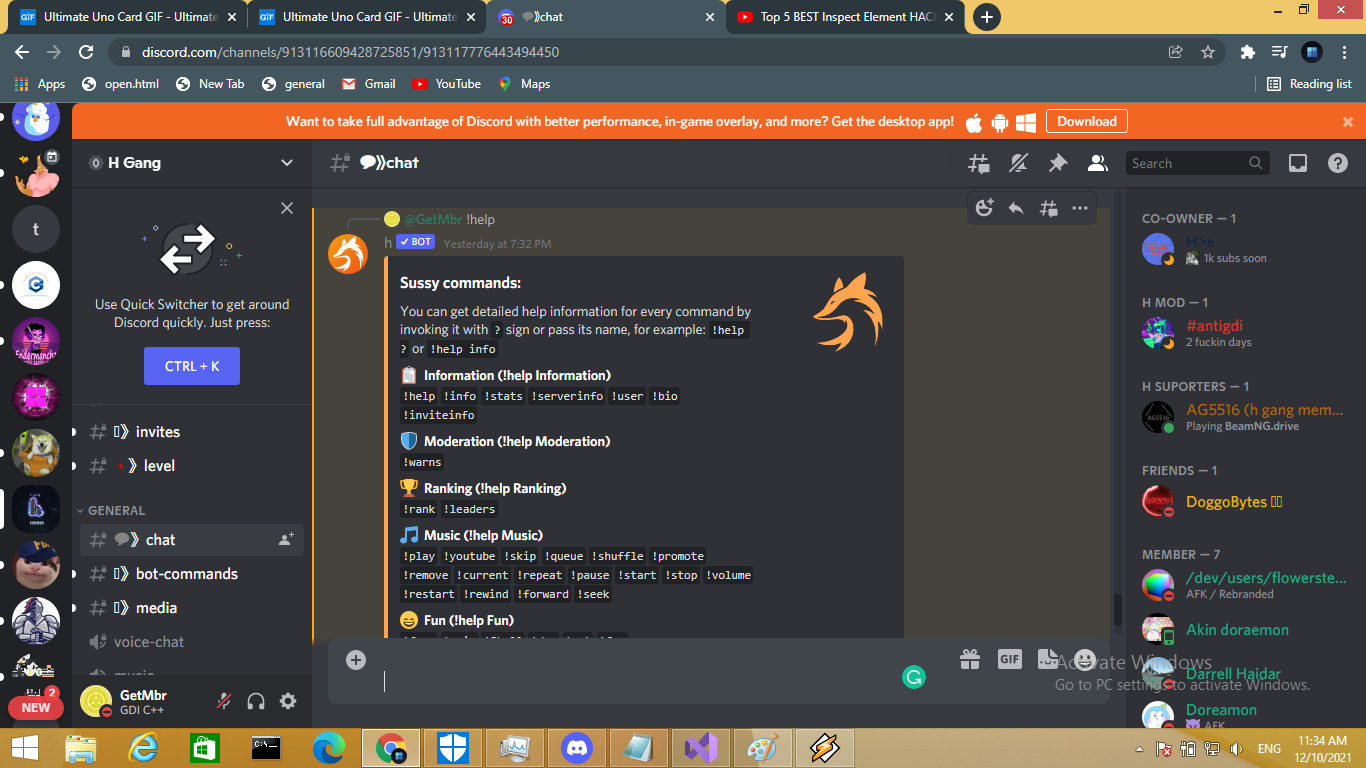 Ultimate Uno Card GIF - Ultimate
Ultimate Uno Card GIF - Ultimate
chat
Top 5 BEST Inspect Element HAC
discord.com/channels/913116609428725851/913117776443494450
Apps
open.html
New Tab
general
Gmail
YouTube
Maps
Reading list
Want to take full advantage of Discord with better performance, in-game overlay, and more? Get the desktop app!
Download
H Gang
Use Quick Switcher to get around
Discord quickly. Just press:
CTRL + K
invites
level
GENERAL
chat
bot-commands
media
voice-chat
music
t
Endermanch
2
NEW
GetMbr
GDI C++
chat
Search
@GetMbr !help
h BOT Yesterday at 7:32 PM
Sussy commands:
You can get detailed help information for every command by
invoking it with ? sign or pass its name, for example: !help
? or !help info
Information (!help Information)
!help !info !stats !serverinfo !user !bio
!inviteinfo
Moderation (!help Moderation)
!warns
Ranking (!help Ranking)
!rank !leaders
Music (!help Music)
!play !youtube !skip !queue !shuffle !promote
!remove !current !repeat !pause !start !stop !volume
!restart !rewind !forward !seek
Fun (!help Fun)
GIF
CO-OWNER — 1
H>e
1k subs soon
H MOD — 1
#antigdi
2 fuckin days
H SUPORTERS — 1
AG5516
AG5516 (h gang mem...
Playing BeamNG.drive
FRIENDS — 1
DoggoBytes
MEMBER — 7
/dev/users/flowerste...
AFK / Rebranded
Akin doraemon
Darrell Haidar
Doreamon
AFK
Activate Windows
Go to PC settings to activate Windows.
ENG
11:34 AM
12/10/2021